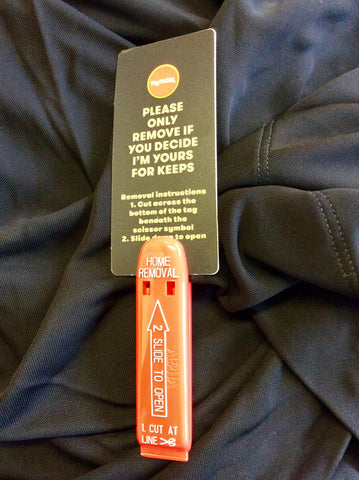 PLEASE
ONLY
REMOVE IF
YOU DECIDE
I'M YOURS
FOR KEEPS
Removal instructions
1. Cut across the
bottom of the tag
beneath the
scissor symbol
2. Slide down to open
HOME
REMOVAL
2. SLIDE TO OPEN
1. CUT AT
LINE